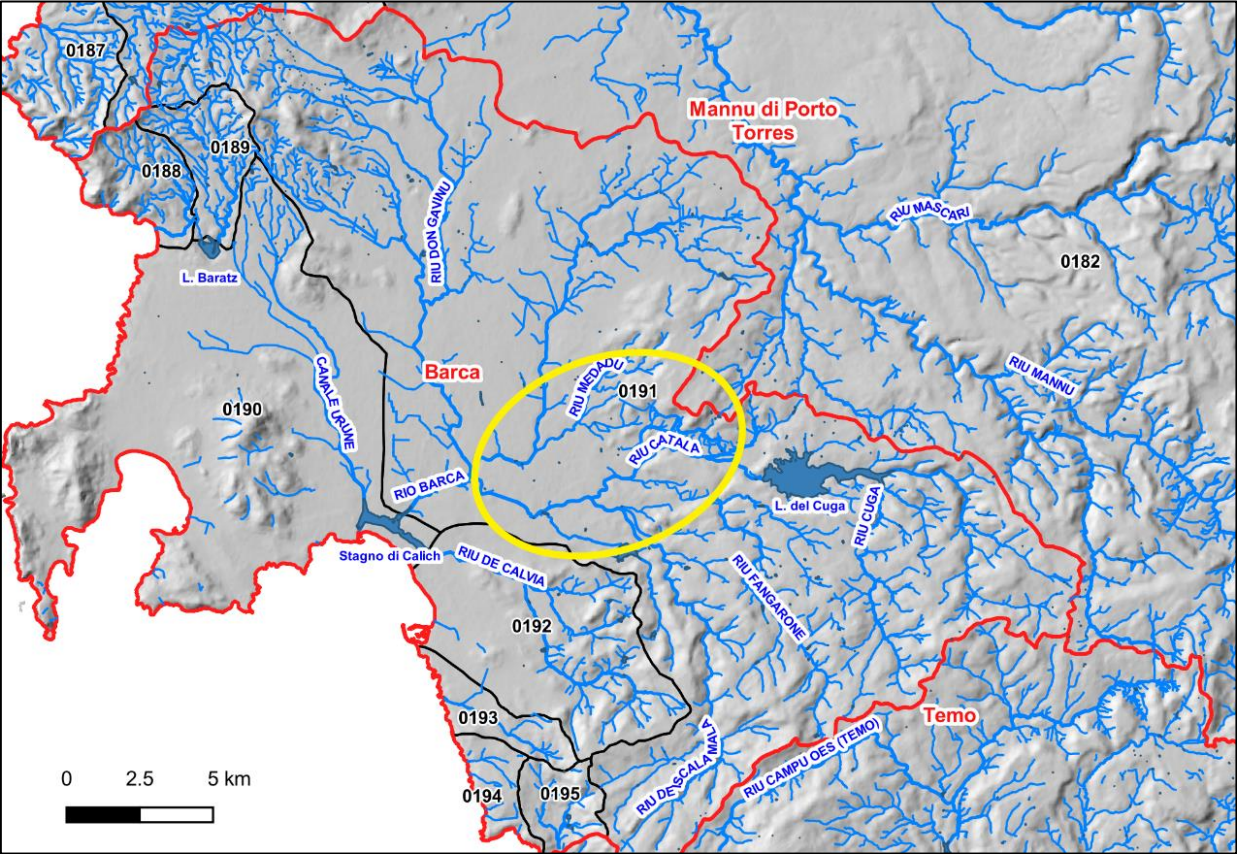 0187
Mannu di Porto
Torres
0189
0188
RIU MASCARI
RIU DON GAVINU
0182
L. Baratz
CANALE URUNE
Barca
RIU MEDADU
0191
RIU MANNU
0190
RIU CATALA
RIO BARCA
L. del Cuga
RIU CUGA
Stagno di Calich
RIU DE CALVIA
RIU FANGARONE
0192
0193
Temo
RIU DE SCALA MALA
RIU CAMPU OES (TEMO)
0 2.5 5 km
0194
0195